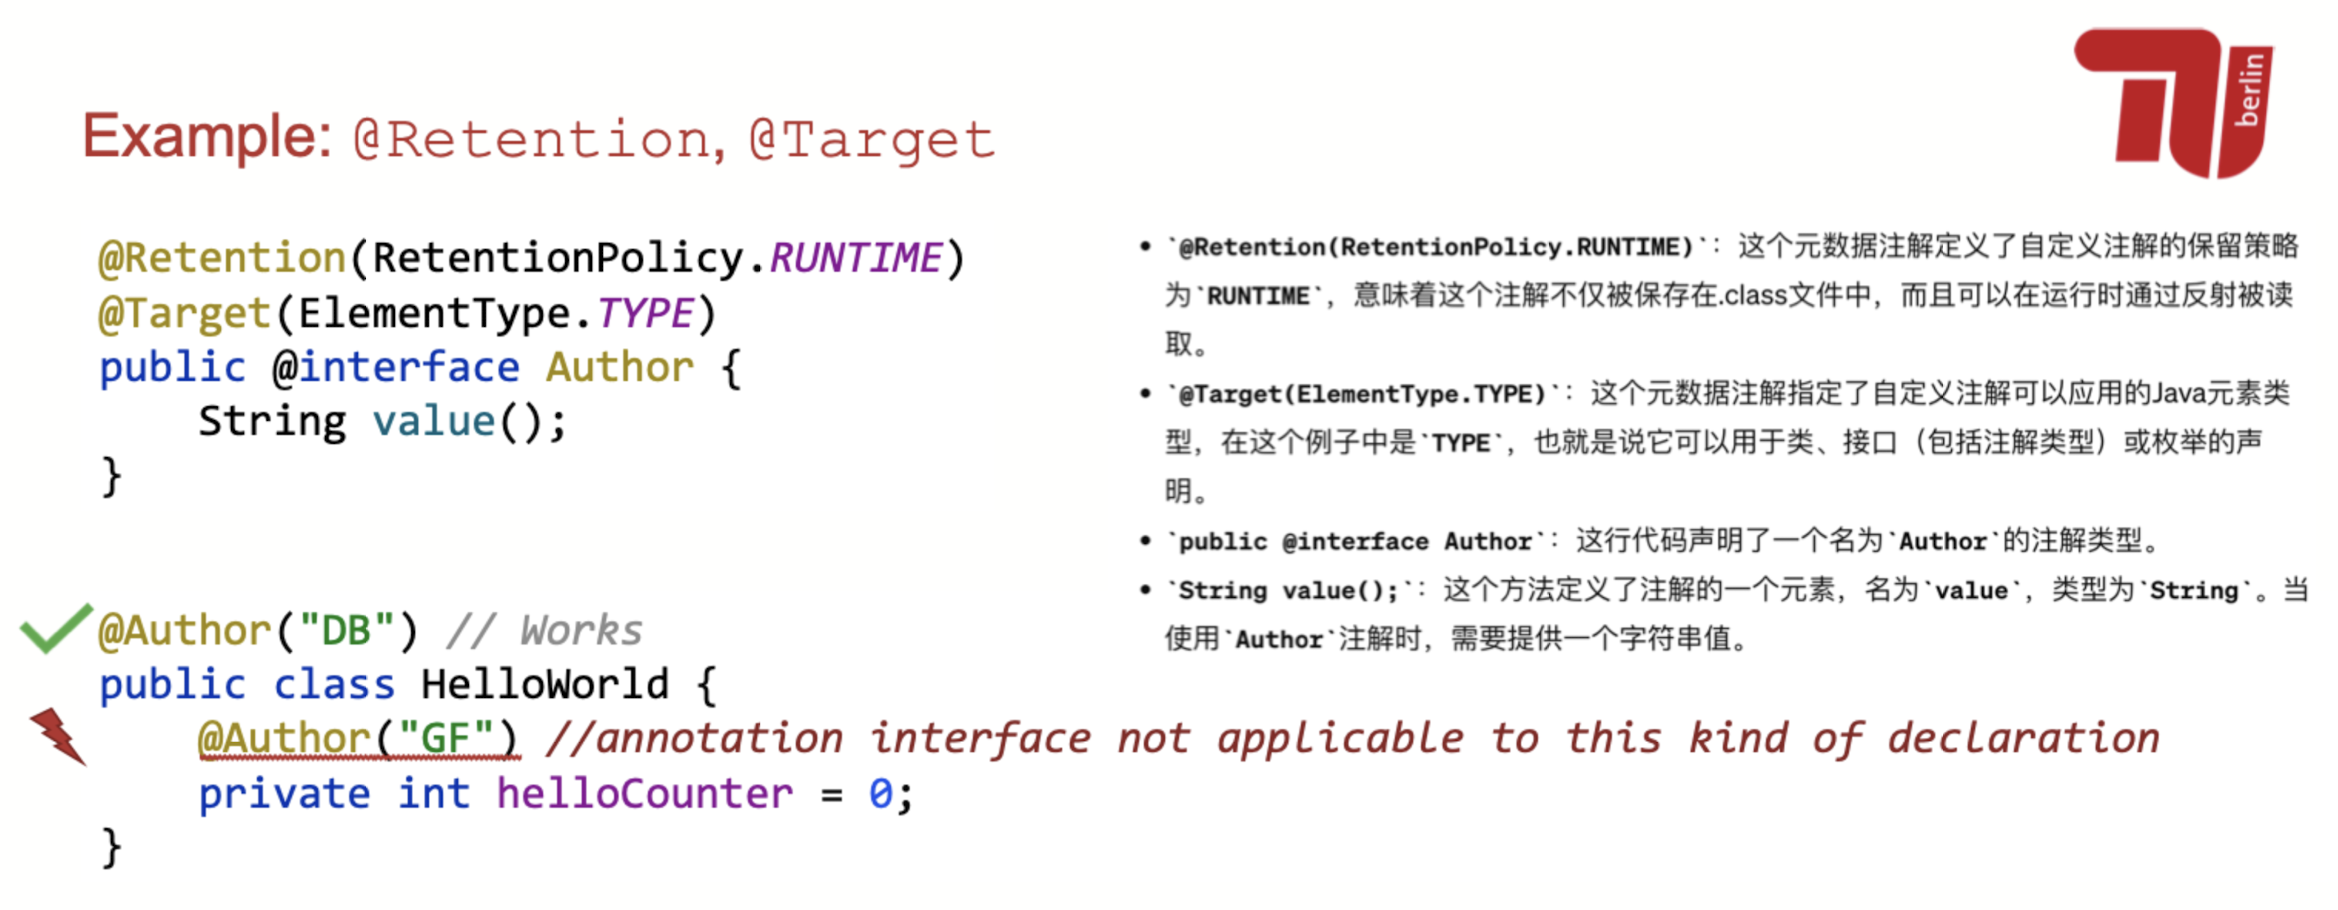 berlin
Example: @Retention, @Target
@Retention(RetentionPolicy.RUNTIME)
@Target(ElementType.TYPE)
public @interface Author {
    String value();
}
@Author("DB") // Works
public class HelloWorld {
    @Author("GF") //annotation interface not applicable to this kind of declaration
    private int helloCounter = 0;
}
• `@Retention(RetentionPolicy.RUNTIME)`：这个元数据注解定义了自定义注解的保留策略
为`RUNTIME`，意味着这个注解不仅被保存在.class文件中，而且可以在运行时通过反射被读
取。
• `@Target(ElementType.TYPE)`：这个元数据注解指定了自定义注解可以应用的Java元素类
型，在这个例子中是`TYPE`，也就是说它可以用于类、接口（包括注解类型）或枚举的声
明。
• `public @interface Author`：这行代码声明了一个名为`Author`的注解类型。
• `String value();`：这个方法定义了注解的一个元素，名为`value`，类型为`String`。当
使用`Author`注解时，需要提供一个字符串值。